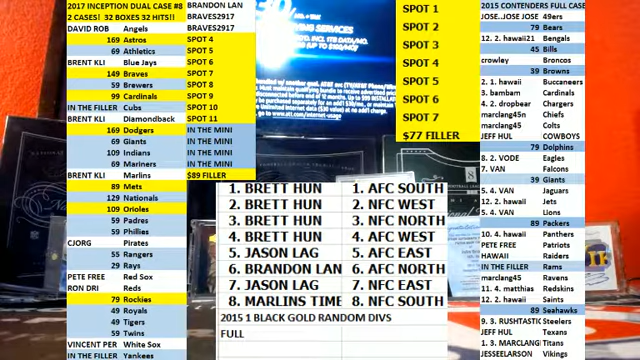 2017 INCEPTION DUAL CASE #8
2 CASES! 32 BOXES 32 HITS!!
DAVID ROB Angels
169 Astros
69 Athletics
BRENT KLI Blue Jays
149 Braves
59 Brewers
99 Cardinals
IN THE FILLER Cubs
BRENT KLI Diamondback
169 Dodgers
69 Giants
109 Indians
69 Mariners
BRENT KLI Marlins
89 Mets
129 Nationals
109 Orioles
59 Padres
59 Phillies
CJORG Pirates
55 Rangers
29 Rays
PETE FREE Red Sox
RON DRI Reds
79 Rockies
49 Royals
49 Tigers
59 Twins
VINCENT PER White Sox
IN THE FILLER Yankees
BRANDON LAN
BRAVES2917
BRAVES2917
SPOT 4
SPOT 5
SPOT 6
SPOT 7
SPOT 8
SPOT 9
SPOT 10
SPOT 11
IN THE MINI
IN THE MINI
IN THE MINI
IN THE MINI
$89 FILLER
SERVICES
SPOT 1
SPOT 2
SPOT 3
SPOT 4
SPOT 5
SPOT 6
SPOT 7
$77 FILLER
1. BRETT HUN 1. AFC SOUTH
2. BRETT HUN 2. NFC WEST
3. BRETT HUN 3. NFC NORTH
4. BRETT HUN 4. AFC WEST
5. JASON LAG 5. AFC EAST
6. BRANDON LAN 6. AFC NORTH
7. JASON LAG 7. NFC EAST
8. MARLINS TIME 8. NFC SOUTH
2015 1 BLACK GOLD RANDOM DIVS
FULL
2015 CONTENDERS FULL CASE
JOSE..JOSE JOSE 49ers
79 Bears
12. 2. hawaii21 Bengals
45 Bills
crowley Broncos
39 Browns
2. 1. hawaii Buccaneers
3. bambam Cardinals
4. 2. dropbear Chargers
marclang45n Chiefs
marclang45 Colts
JEFF HUL COWBOYS
79 Dolphins
8. 2. VODE Eagles
7. VAN Falcons
39 Giants
5. 4. VAN Jaguars
12. 2. hawaii Jets
5. 4. VAN Lions
89 Packers
10. 4. hawaii Panthers
PETE FREE Patriots
HAWAII Raiders
IN THE FILLER Rams
marclang45 Ravens
11. 4. matthias Redskins
12. 2. hawaii Saints
89 Seahawks
9. 3. RUSHTASTIC Steelers
JEFF HUL Texans
1. 3. MARCLANG Titans
JESSEELARSON Vikings